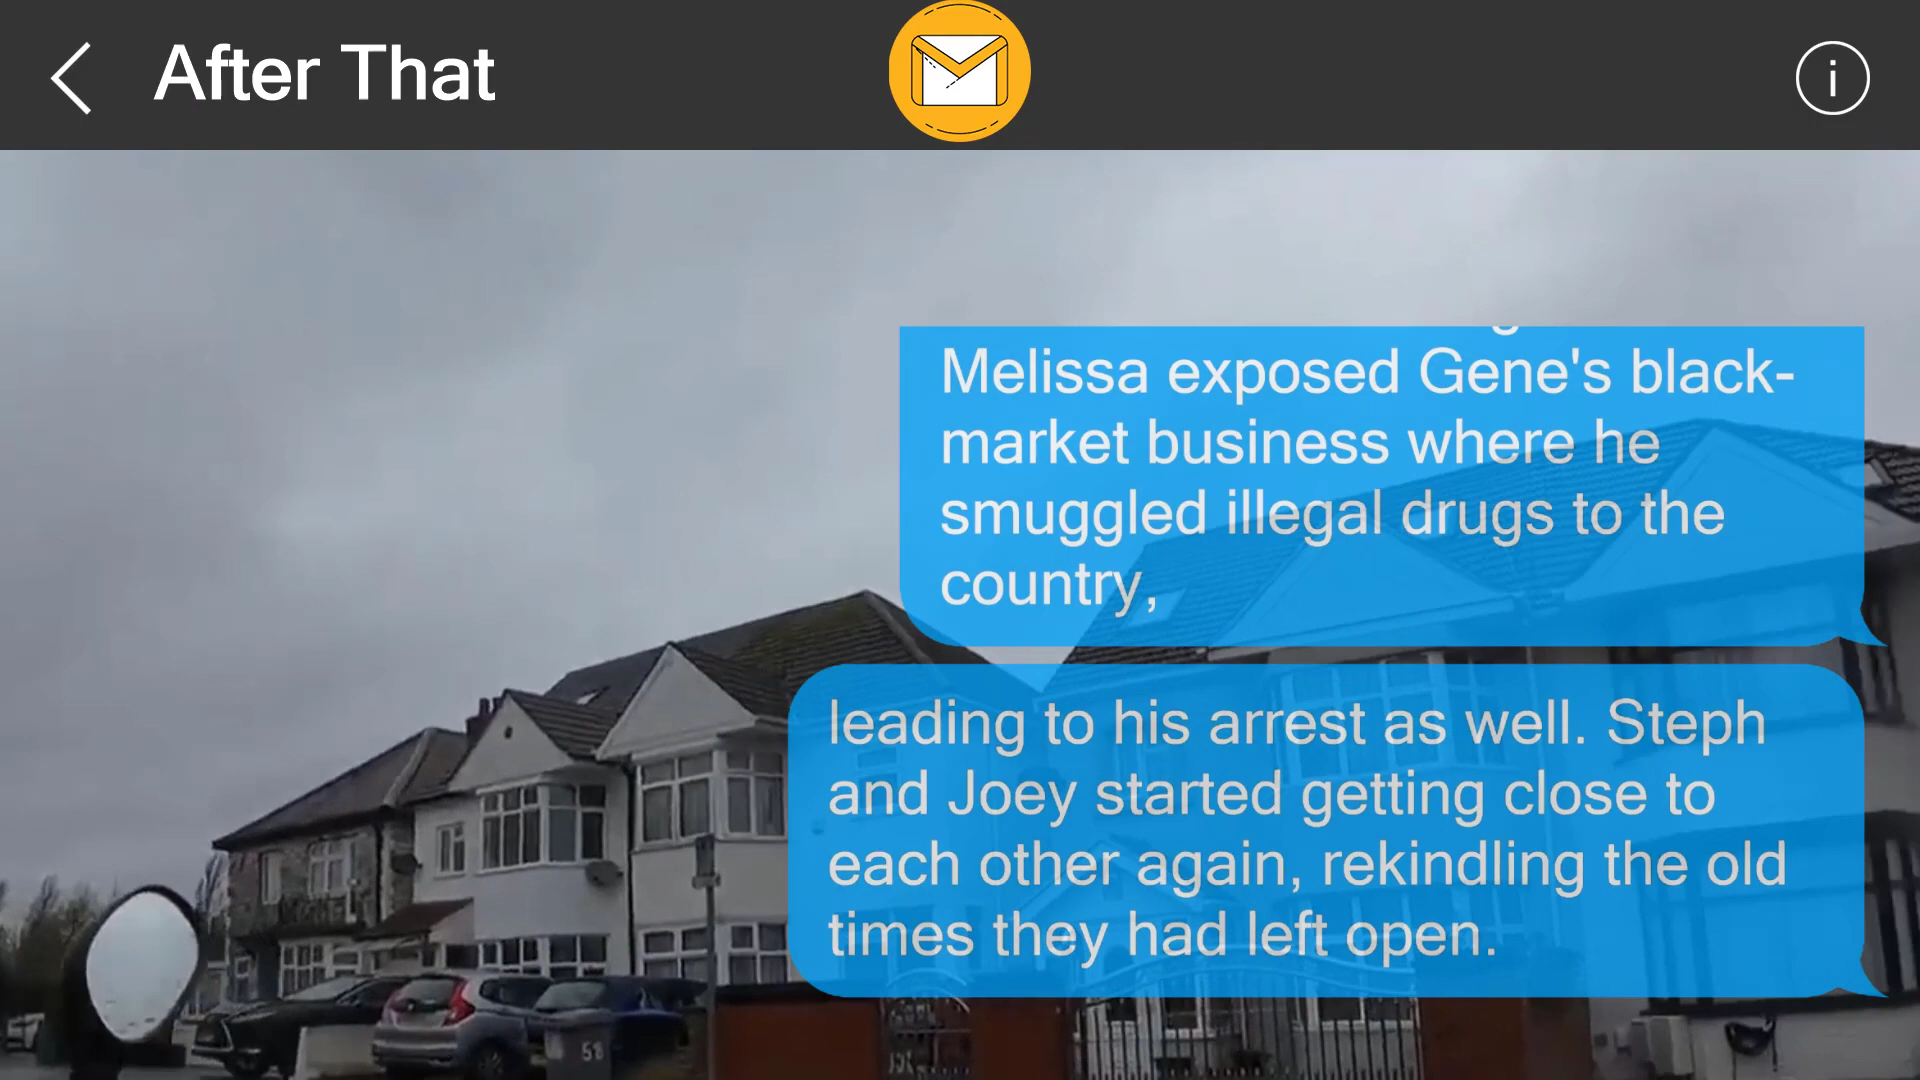 After That
i
Melissa exposed Gene's black-
market business where he
smuggled illegal drugs to the
country,
leading to his arrest as well. Steph
and Joey started getting close to
each other again, rekindling the old
times they had left open.
58